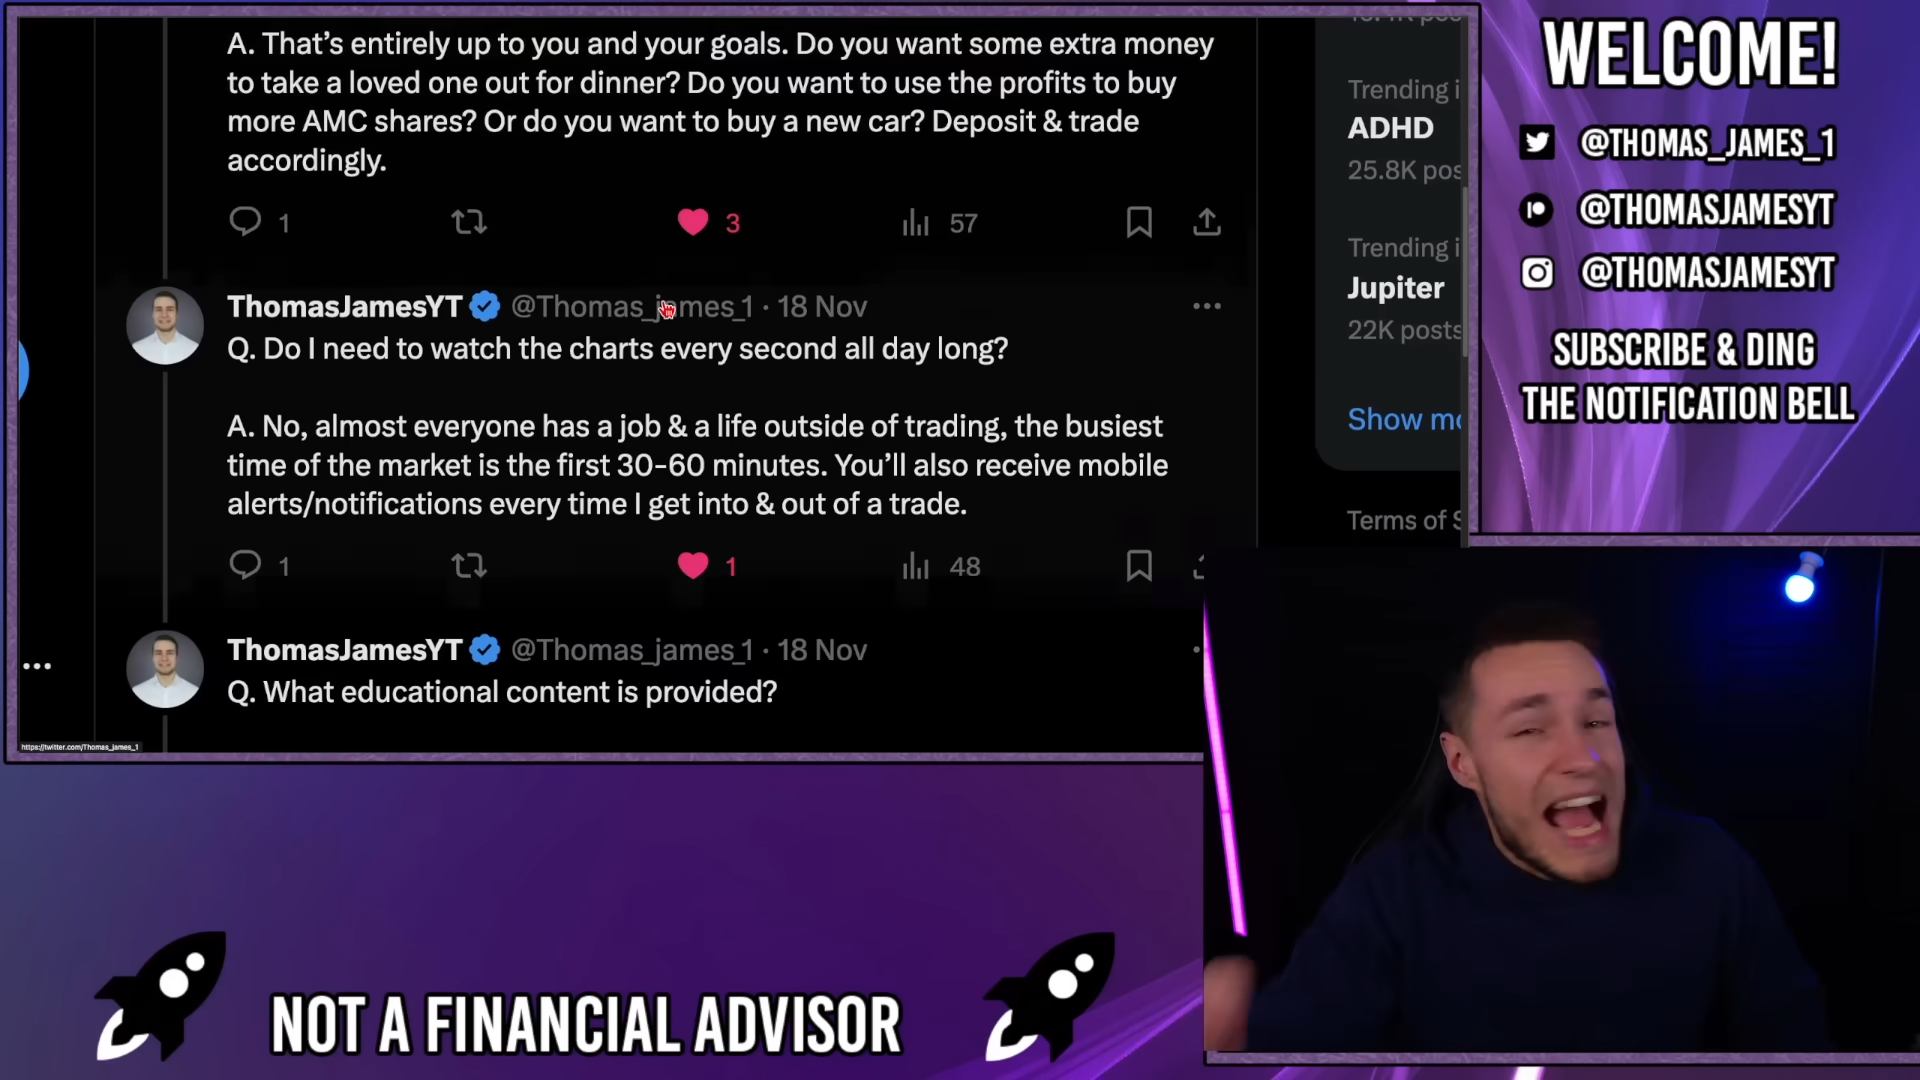 A. That's entirely up to you and your goals. Do you want some extra money
to take a loved one out for dinner? Do you want to use the profits to buy
more AMC shares? Or do you want to buy a new car? Deposit & trade
accordingly.
1 3 57
ThomasJamesYT @Thomas_james_1 · 18 Nov
Q. Do I need to watch the charts every second all day long?
A. No, almost everyone has a job & a life outside of trading, the busiest
time of the market is the first 30-60 minutes. You'll also receive mobile
alerts/notifications every time I get into & out of a trade.
1 1 48
ThomasJamesYT @Thomas_james_1 · 18 Nov
Q. What educational content is provided?
https://twitter.com/Thomas_james_1
Trending i
ADHD
25.8K pos
Trending i
Jupiter
22K posts
Show mo
Terms of S
WELCOME!
@THOMAS_JAMES_1
@THOMASJAMESYT
@THOMASJAMESYT
SUBSCRIBE & DING
THE NOTIFICATION BELL
NOT A FINANCIAL ADVISOR